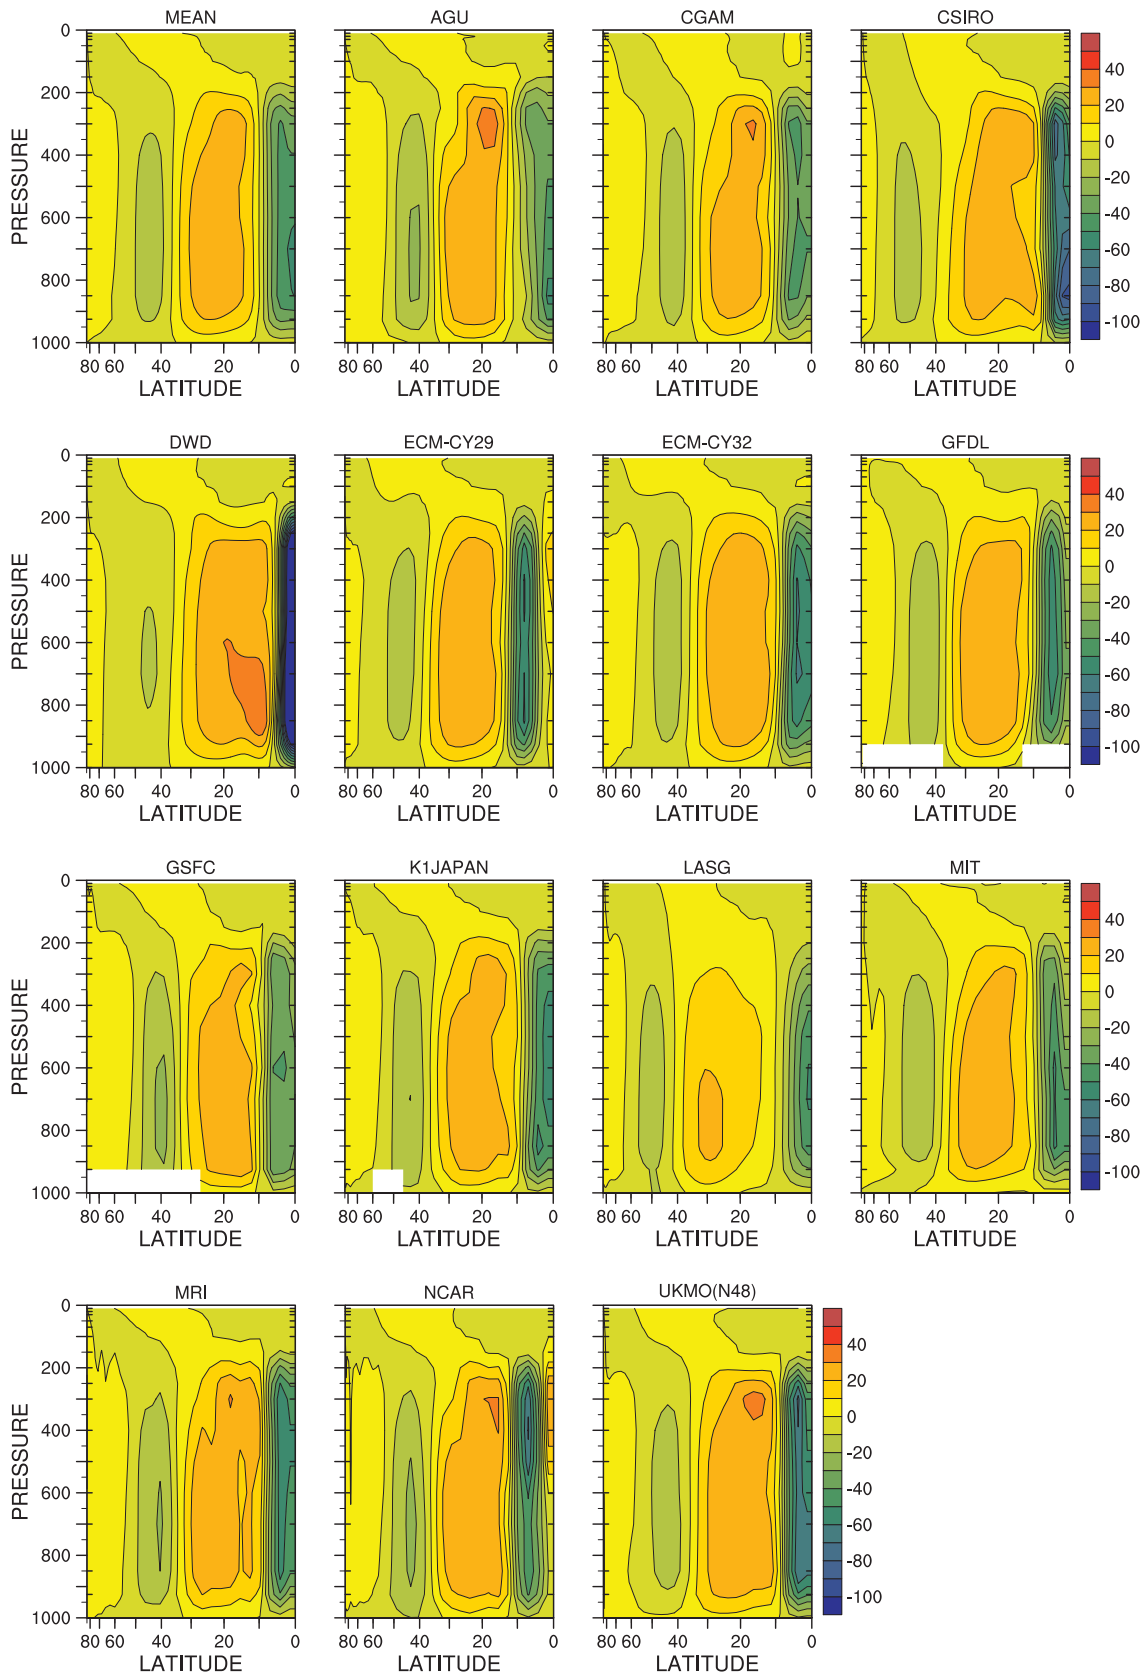 MEAN AGU CGAM CSIRO
0 200 400 600 800 1000
PRESSURE
40 20 0 -20 -40 -60 -80 -100
80 60 40 20 0 80 60 40 20 0 80 60 40 20 0 80 60 40 20 0
LATITUDE LATITUDE LATITUDE LATITUDE
DWD ECM-CY29 ECM-CY32 GFDL
0 200 400 600 800 1000
PRESSURE
40 20 0 -20 -40 -60 -80 -100
80 60 40 20 0 80 60 40 20 0 80 60 40 20 0 80 60 40 20 0
LATITUDE LATITUDE LATITUDE LATITUDE
GSFC K1JAPAN LASG MIT
0 200 400 600 800 1000
PRESSURE
40 20 0 -20 -40 -60 -80 -100
80 60 40 20 0 80 60 40 20 0 80 60 40 20 0 80 60 40 20 0
LATITUDE LATITUDE LATITUDE LATITUDE
MRI NCAR UKMO(N48)
0 200 400 600 800 1000
PRESSURE
40 20 0 -20 -40 -60 -80 -100
80 60 40 20 0 80 60 40 20 0 80 60 40 20 0
LATITUDE LATITUDE LATITUDE